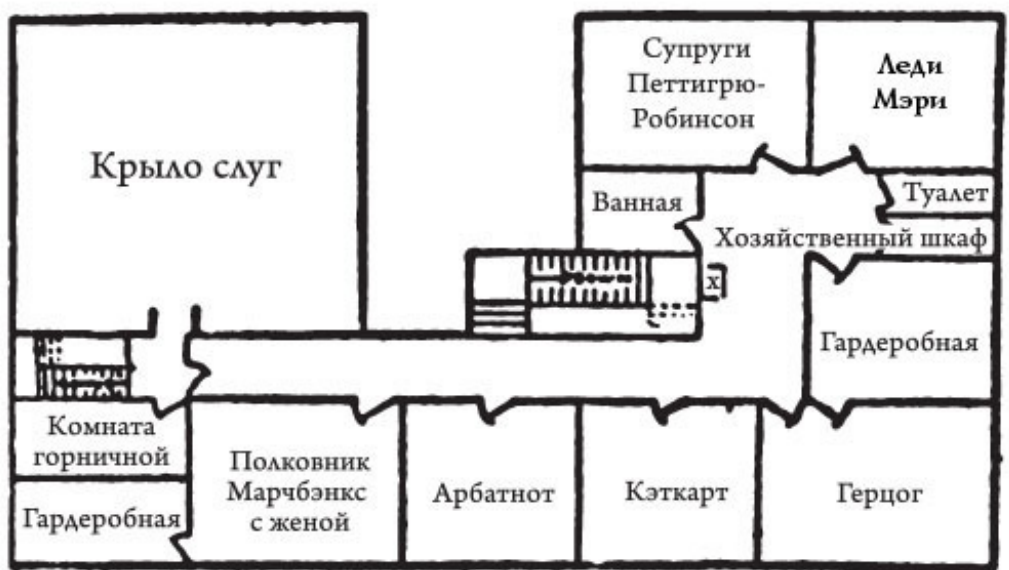 Супруги
Петтигрю-
Робинсон
Леди
Мэри
Крыло слуг
Ванная
Туалет
Хозяйственный шкаф
х
Гардеробная
Комната
горничной
Гардеробная
Полковник
Марчбэнкс
с женой
Арбатнот
Кэткарт
Герцог